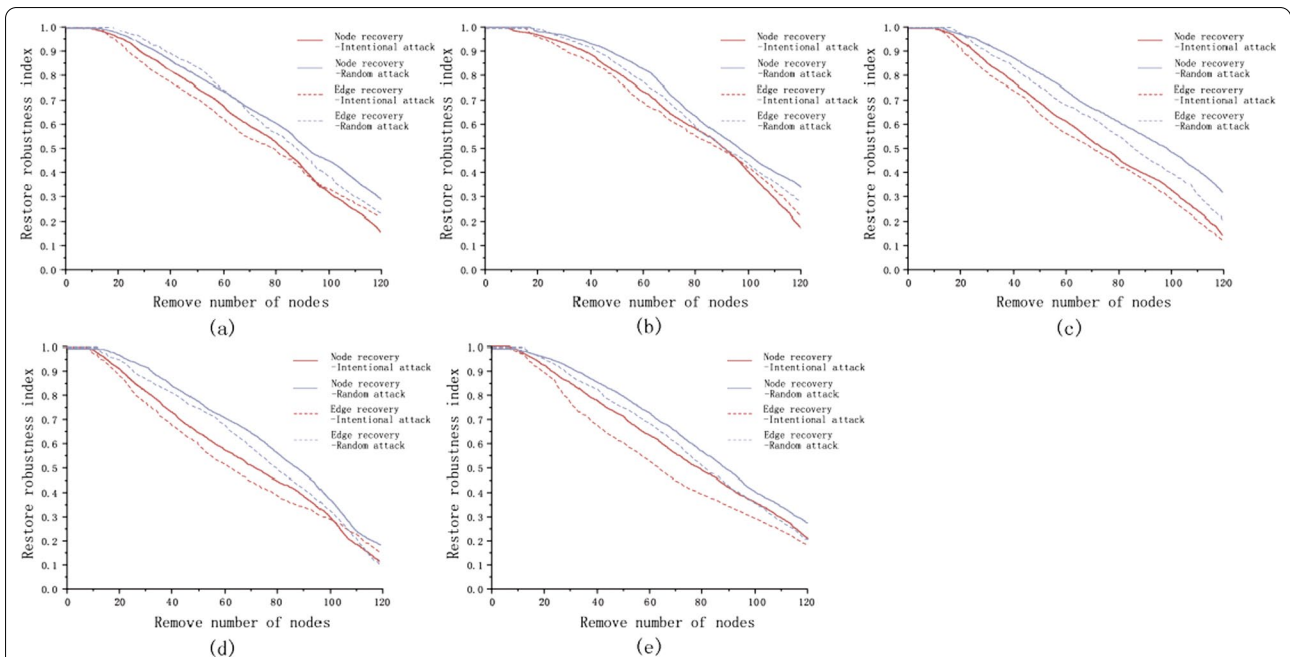 Restore robustness index
1.0
0.9
0.8
0.7
0.6
0.5
0.4
0.3
0.2
0.1
0.0
0
20
40
60
80
100
120
Remove number of nodes
Node recovery
-Intentional attack
Node recovery
-Random attack
Edge recovery
-Intentional attack
Edge recovery
-Random attack
(a)
Restore robustness index
1.0
0.9
0.8
0.7
0.6
0.5
0.4
0.3
0.2
0.1
0.0
0
20
40
60
80
100
120
Remove number of nodes
Node recovery
-Intentional attack
Node recovery
-Random attack
Edge recovery
-Intentional attack
Edge recovery
-Random attack
(b)
Restore robustness index
1.0
0.9
0.8
0.7
0.6
0.5
0.4
0.3
0.2
0.1
0.0
0
20
40
60
80
100
120
Remove number of nodes
Node recovery
-Intentional attack
Node recovery
-Random attack
Edge recovery
-Intentional attack
Edge recovery
-Random attack
(c)
Restore robustness index
1.0
0.9
0.8
0.7
0.6
0.5
0.4
0.3
0.2
0.1
0.0
0
20
40
60
80
100
120
Remove number of nodes
Node recovery
-Intentional attack
Node recovery
-Random attack
Edge recovery
-Intentional attack
Edge recovery
-Random attack
(d)
Restore robustness index
1.0
0.9
0.8
0.7
0.6
0.5
0.4
0.3
0.2
0.1
0.0
0
20
40
60
80
100
120
Remove number of nodes
Node recovery
-Intentional attack
Node recovery
-Random attack
Edge recovery
-Intentional attack
Edge recovery
-Random attack
(e)